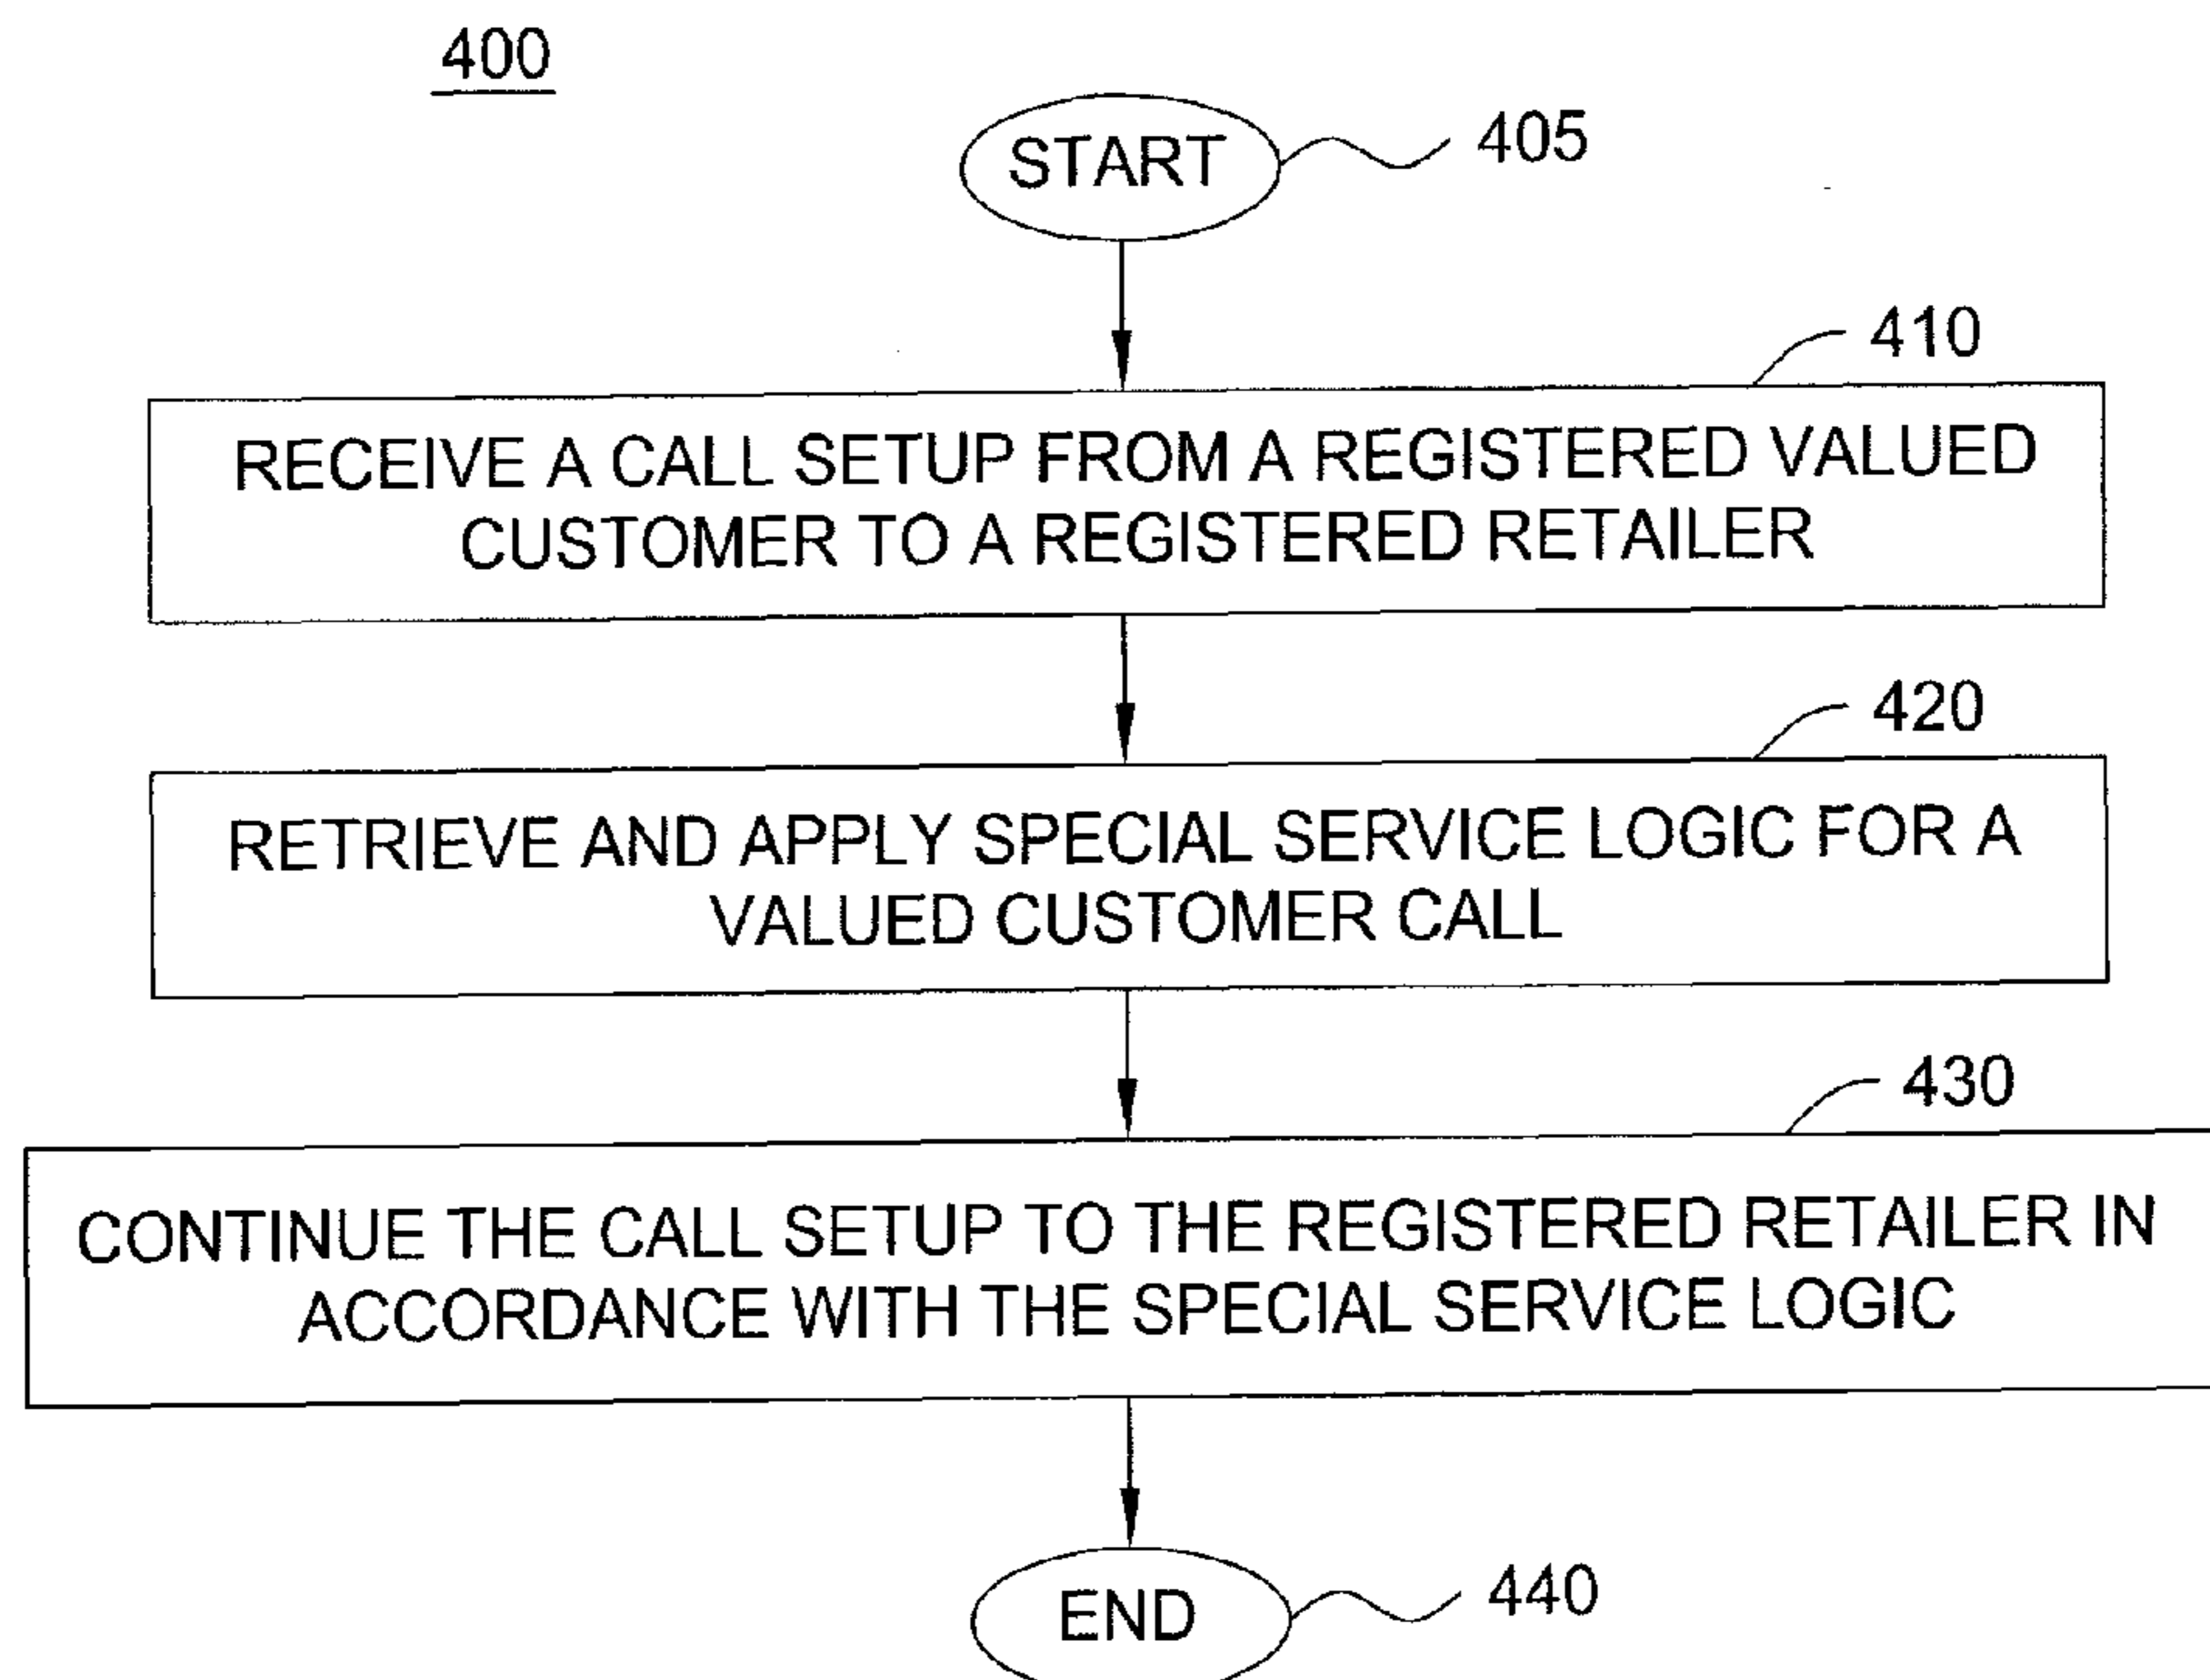 400
START
405
410
RECEIVE A CALL SETUP FROM A REGISTERED VALUED
CUSTOMER TO A REGISTERED RETAILER
420
RETRIEVE AND APPLY SPECIAL SERVICE LOGIC FOR A
VALUED CUSTOMER CALL
430
CONTINUE THE CALL SETUP TO THE REGISTERED RETAILER IN
ACCORDANCE WITH THE SPECIAL SERVICE LOGIC
END
440